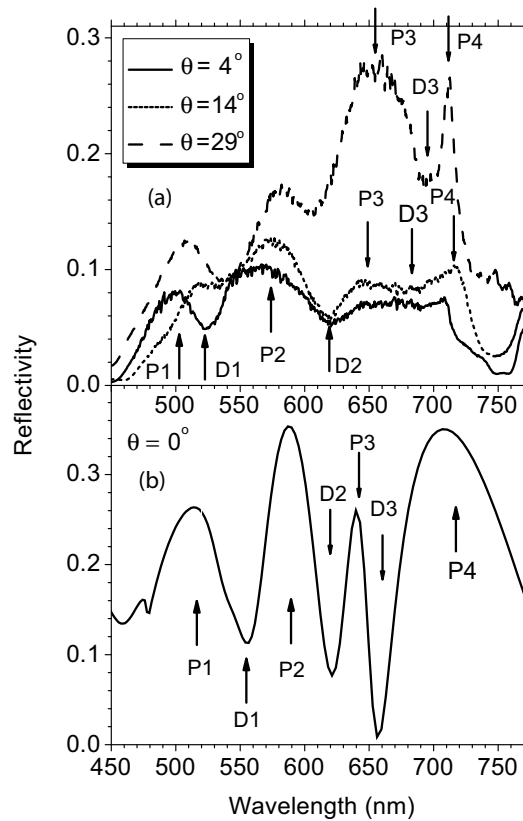 0.3
P3
P4
θ = 4°
θ = 14°
θ = 29°
D3
0.2
(a)
P3
D3
P4
0.1
P1
D1
P2
D2
0.0
500 550 600 650 700 750
Reflectivity
θ = 0°
(b)
P3
0.3
D2
D3
0.2
P4
P1
P2
0.1
D1
0.0
450 500 550 600 650 700 750
Wavelength (nm)